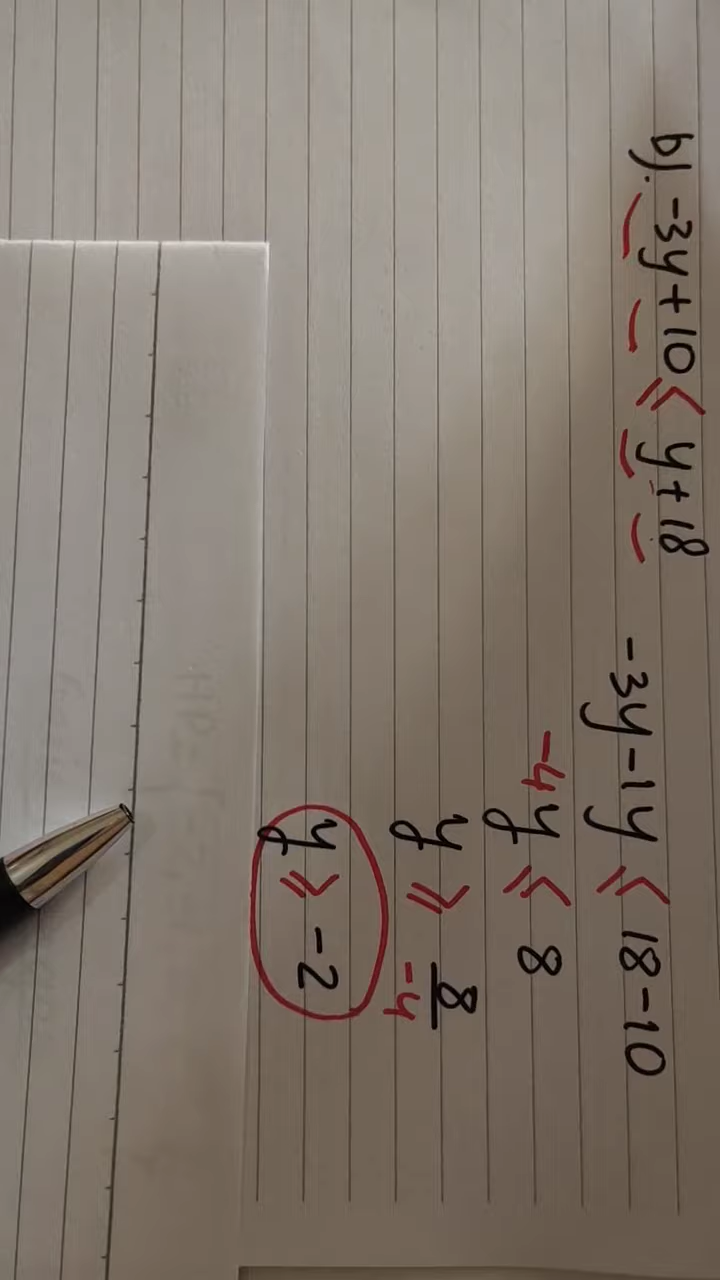 b). -3y + 10 ⩽ y + 18
-3y - 1y ⩽ 18 - 10
-4y ⩽ 8
y ⩾ 8/-4
y ⩾ -2